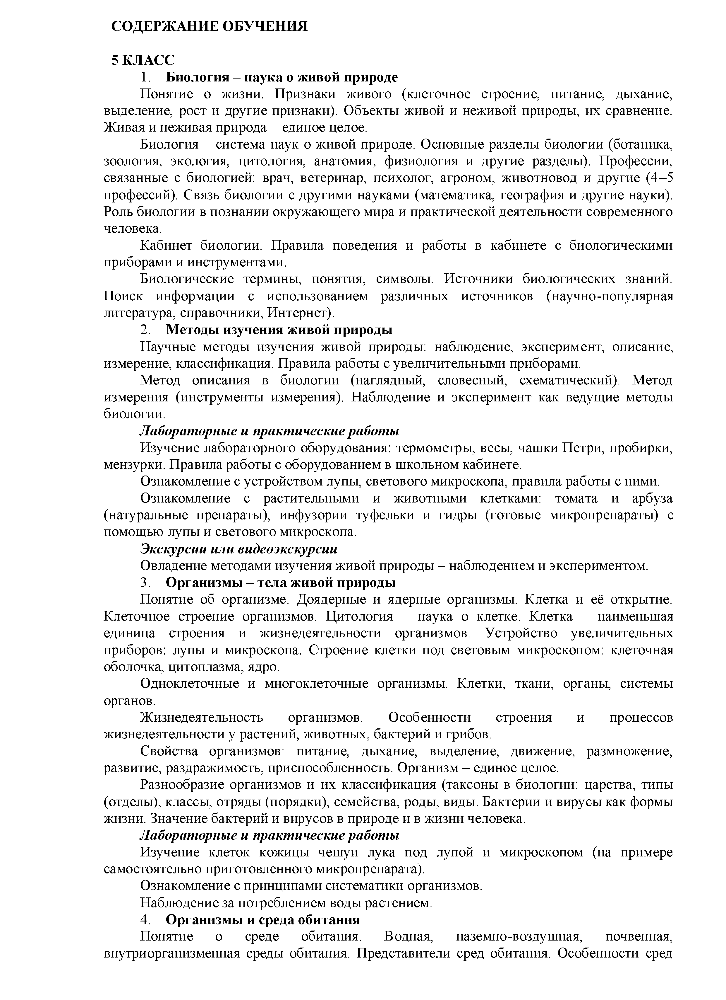 СОДЕРЖАНИЕ ОБУЧЕНИЯ
5 КЛАСС
1. Биология – наука о живой природе
Понятие о жизни. Признаки живого (клеточное строение, питание, дыхание,
выделение, рост и другие признаки). Объекты живой и неживой природы, их сравнение.
Живая и неживая природа – единое целое.
Биология – система наук о живой природе. Основные разделы биологии (ботаника,
зоология, экология, цитология, анатомия, физиология и другие разделы). Профессии,
связанные с биологией: врач, ветеринар, психолог, агроном, животновод и другие (4–5
профессий). Связь биологии с другими науками (математика, география и другие науки).
Роль биологии в познании окружающего мира и практической деятельности современного
человека.
Кабинет биологии. Правила поведения и работы в кабинете с биологическими
приборами и инструментами.
Биологические термины, понятия, символы. Источники биологических знаний.
Поиск информации с использованием различных источников (научно-популярная
литература, справочники, Интернет).
2. Методы изучения живой природы
Научные методы изучения живой природы: наблюдение, эксперимент, описание,
измерение, классификация. Правила работы с увеличительными приборами.
Метод описания в биологии (наглядный, словесный, схематический). Метод
измерения (инструменты измерения). Наблюдение и эксперимент как ведущие методы
биологии.
Лабораторные и практические работы
Изучение лабораторного оборудования: термометры, весы, чашки Петри, пробирки,
мензурки. Правила работы с оборудованием в школьном кабинете.
Ознакомление с устройством лупы, светового микроскопа, правила работы с ними.
Ознакомление с растительными и животными клетками: томата и арбуза
(натуральные препараты), инфузории туфельки и гидры (готовые микропрепараты) с
помощью лупы и светового микроскопа.
Экскурсии или видеоэкскурсии
Овладение методами изучения живой природы – наблюдением и экспериментом.
3. Организмы – тела живой природы
Понятие об организме. Доядерные и ядерные организмы. Клетка и её открытие.
Клеточное строение организмов. Цитология – наука о клетке. Клетка – наименьшая
единица строения и жизнедеятельности организмов. Устройство увеличительных
приборов: лупы и микроскопа. Строение клетки под световым микроскопом: клеточная
оболочка, цитоплазма, ядро.
Одноклеточные и многоклеточные организмы. Клетки, ткани, органы, системы
органов.
Жизнедеятельность организмов. Особенности строения и процессов
жизнедеятельности у растений, животных, бактерий и грибов.
Свойства организмов: питание, дыхание, выделение, движение, размножение,
развитие, раздражимость, приспособленность. Организм – единое целое.
Разнообразие организмов и их классификация (таксоны в биологии: царства, типы
(отделы), классы, отряды (порядки), семейства, роды, виды. Бактерии и вирусы как формы
жизни. Значение бактерий и вирусов в природе и в жизни человека.
Лабораторные и практические работы
Изучение клеток кожицы чешуи лука под лупой и микроскопом (на примере
самостоятельно приготовленного микропрепарата).
Ознакомление с принципами систематики организмов.
Наблюдение за потреблением воды растением.
4. Организмы и среда обитания
Понятие о среде обитания. Водная, наземно-воздушная, почвенная,
внутриорганизменная среды обитания. Представители сред обитания. Особенности сред